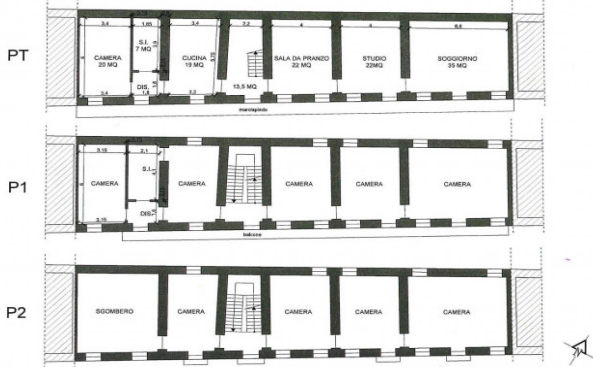 PT
3,4
1,65
3,4
2,2
4
4
6,6
S.I.
7 MQ
CAMERA
20 MQ
CUCINA
19 MQ
SALA DA PRANZO
22 MQ
STUDIO
22MQ
SOGGIORNO
35 MQ
DIS.
13,5 MQ
3,4
1,8
3,2
marciapiede
P1
3,15
2,1
CAMERA
S.I.
CAMERA
CAMERA
CAMERA
CAMERA
DIS.
3,15
balcone
P2
SGOMBERO
CAMERA
CAMERA
CAMERA
CAMERA